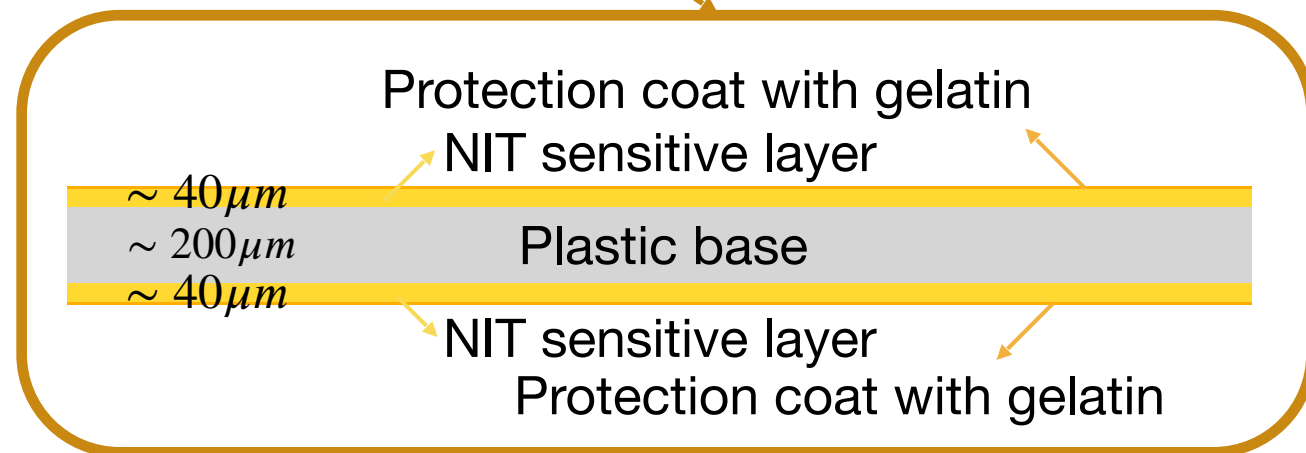 Protection coat with gelatin
NIT sensitive layer
~ 40μm
~ 200μm
Plastic base
~ 40μm
NIT sensitive layer
Protection coat with gelatin